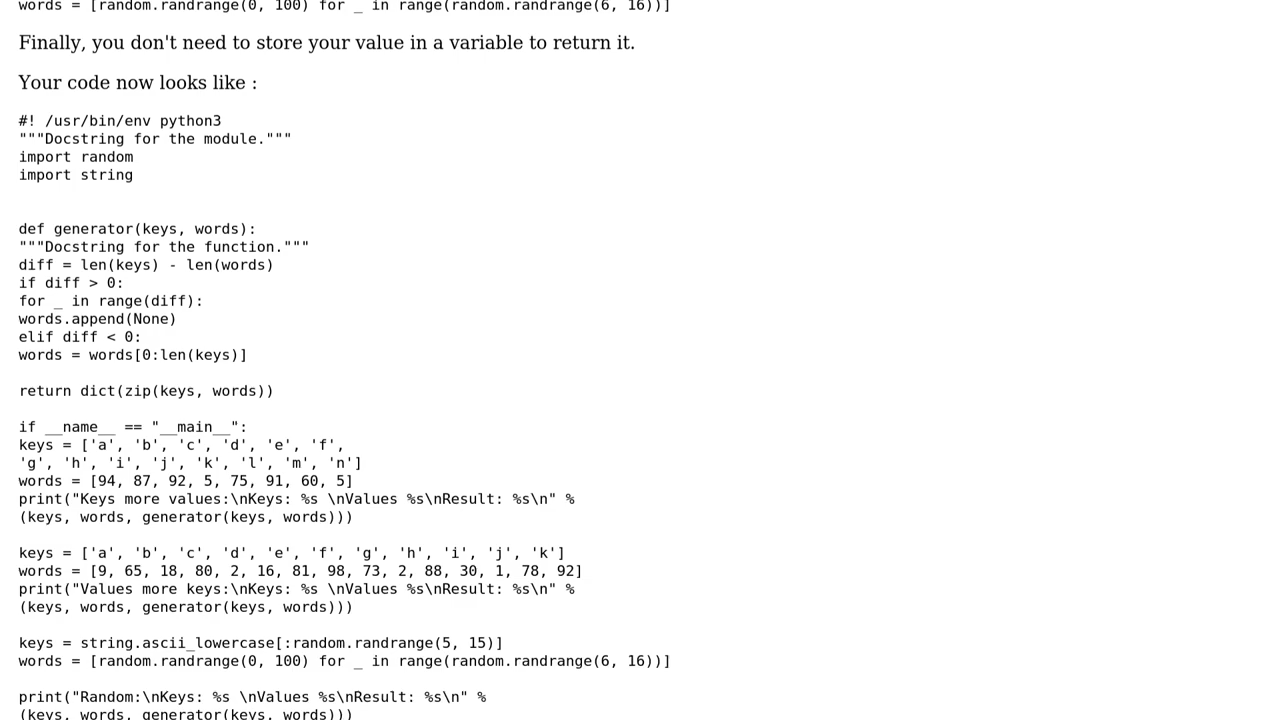 words = [random.randrange(0, 100) for _ in range(random.randrange(6, 16))]
Finally, you don't need to store your value in a variable to return it.
Your code now looks like :
#! /usr/bin/env python3
"""Docstring for the module."""
import random
import string
def generator(keys, words):
"""Docstring for the function."""
diff = len(keys) - len(words)
if diff > 0:
for _ in range(diff):
words.append(None)
elif diff < 0:
words = words[0:len(keys)]
return dict(zip(keys, words))
if __name__ == "__main__":
keys = ['a', 'b', 'c', 'd', 'e', 'f',
'g', 'h', 'i', 'j', 'k', 'l', 'm', 'n']
words = [94, 87, 92, 5, 75, 91, 60, 5]
print("Keys more values:\nKeys: %s \nValues %s\nResult: %s\n" %
(keys, words, generator(keys, words)))
keys = ['a', 'b', 'c', 'd', 'e', 'f', 'g', 'h', 'i', 'j', 'k']
words = [9, 65, 18, 80, 2, 16, 81, 98, 73, 2, 88, 30, 1, 78, 92]
print("Values more keys:\nKeys: %s \nValues %s\nResult: %s\n" %
(keys, words, generator(keys, words)))
keys = string.ascii_lowercase[:random.randrange(5, 15)]
words = [random.randrange(0, 100) for _ in range(random.randrange(6, 16))]
print("Random:\nKeys: %s \nValues %s\nResult: %s\n" %
(keys, words, generator(keys, words)))